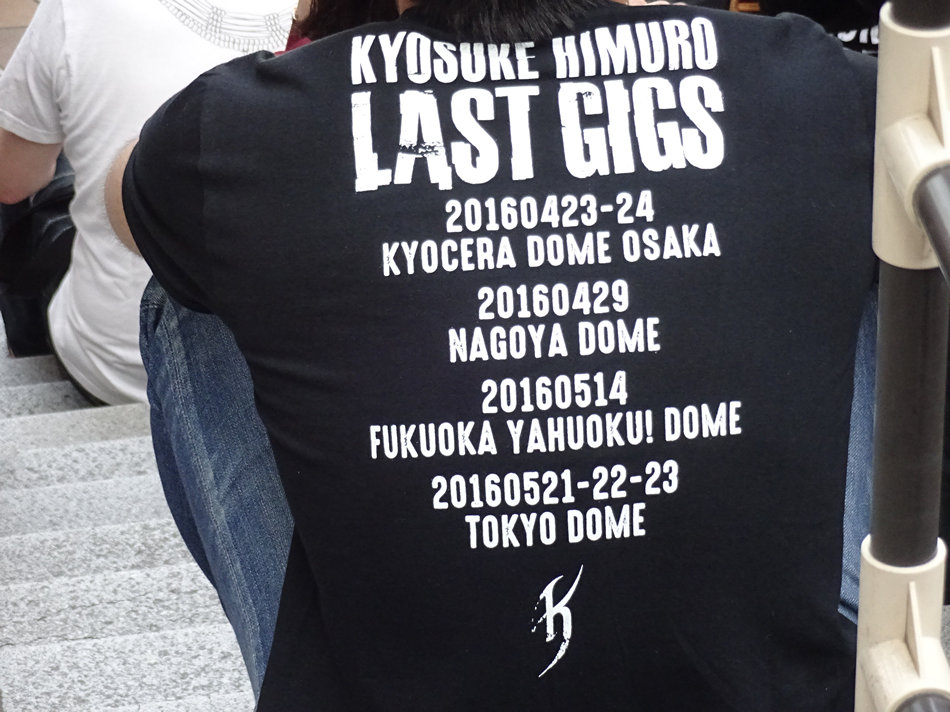 KYOSUKE HIMURO
LAST GIGS
20160423-24
KYOCERA DOME OSAKA
20160429
NAGOYA DOME
20160514
FUKUOKA YAHUOKU! DOME
20160521-22-23
TOKYO DOME
K